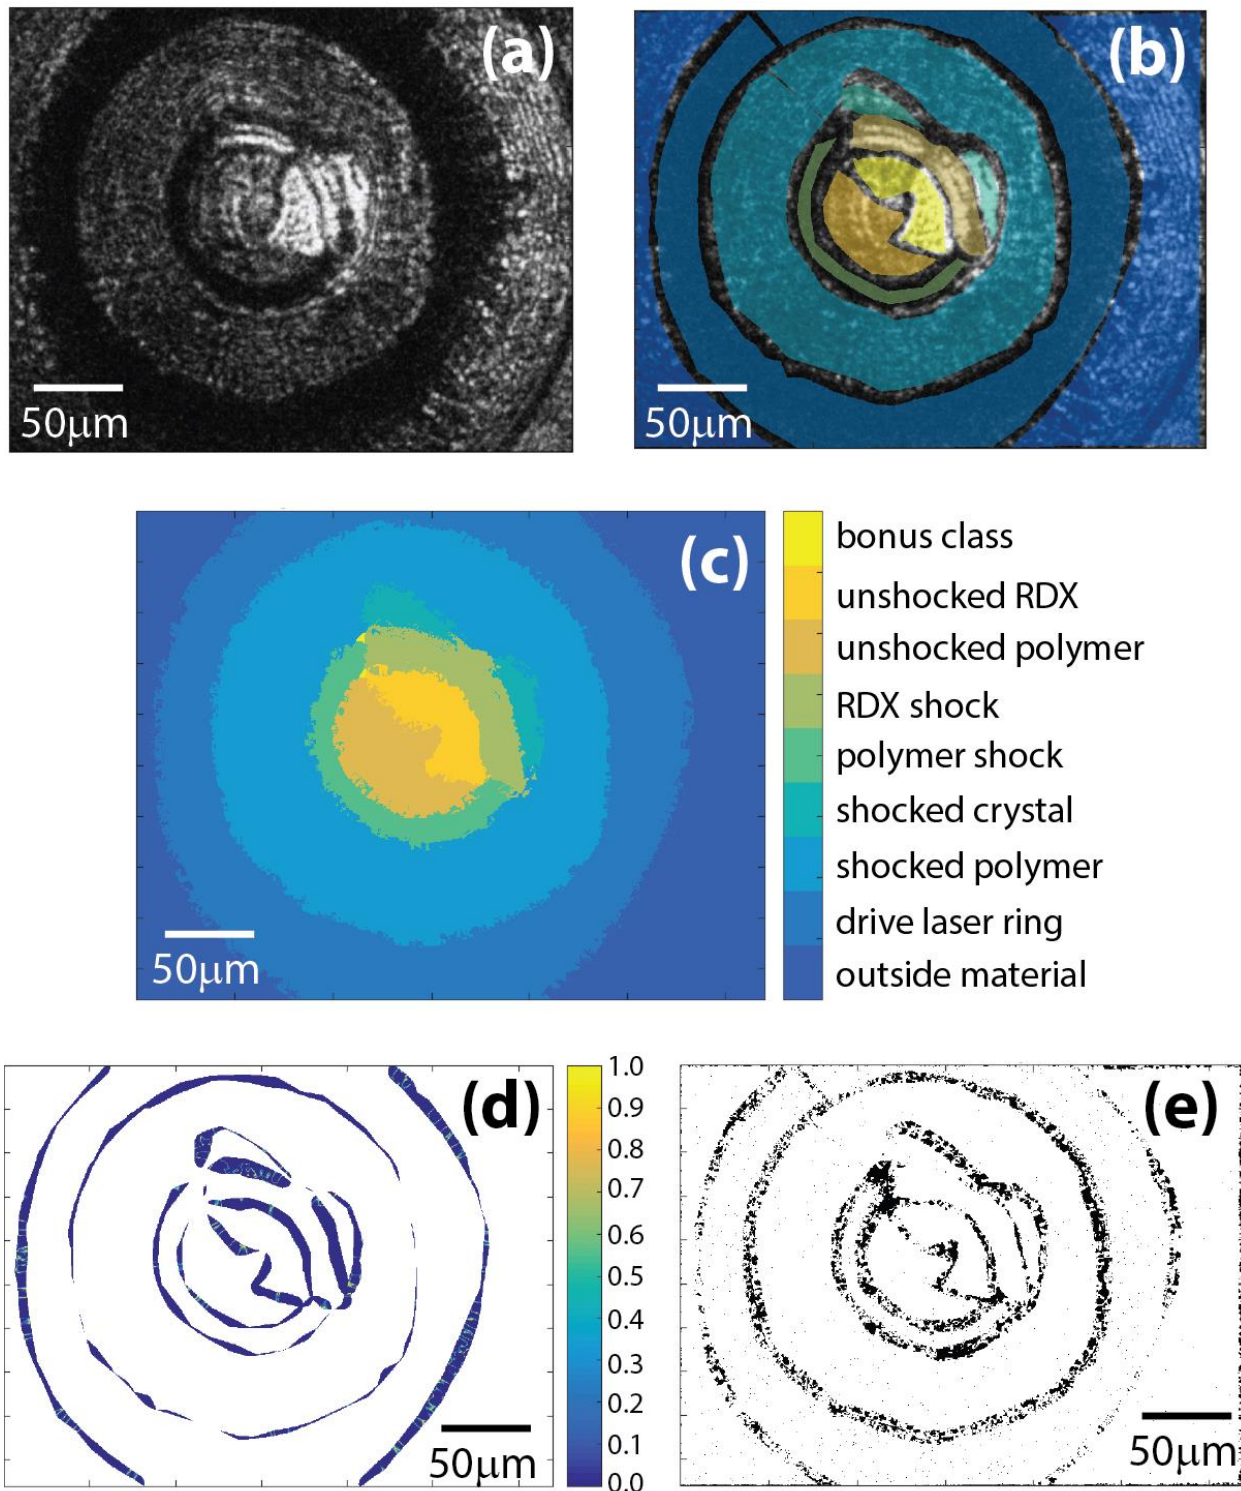 (a)
50μm
(b)
50μm
(c)
50μm
bonus class
unshocked RDX
unshocked polymer
RDX shock
polymer shock
shocked crystal
shocked polymer
drive laser ring
outside material
(d)
50μm
1.0
0.9
0.8
0.7
0.6
0.5
0.4
0.3
0.2
0.1
0.0
(e)
50μm